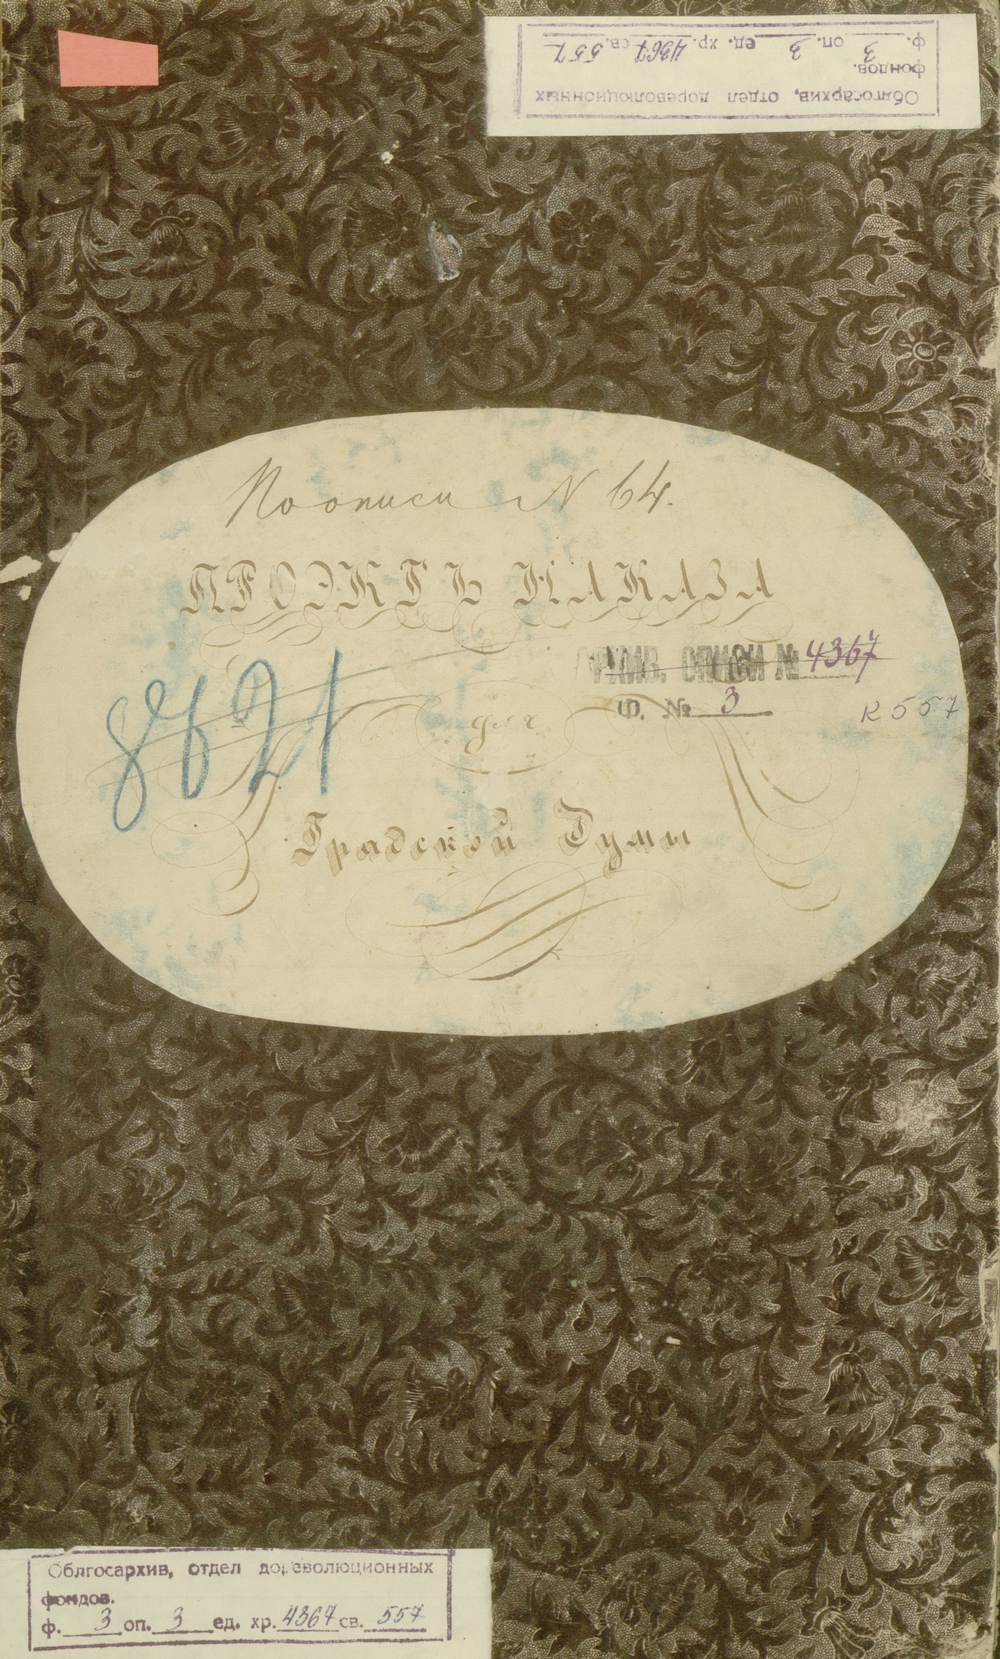 Облгосархив, отдел дореволюционных
фондов.
ф. 3 оп. 3 ед. хр. 4367 св. 557
По описи N 64.
ПРОЭКТЪ НАКАЗА
АРХИВ. ОПИСИ № 4367
Ф. № 3
К 557
для
8621
Градской Думы
Облгосархив, отдел дореволюционных
фондов.
ф. 3 оп. 3 ед. хр. 4367 св. 557